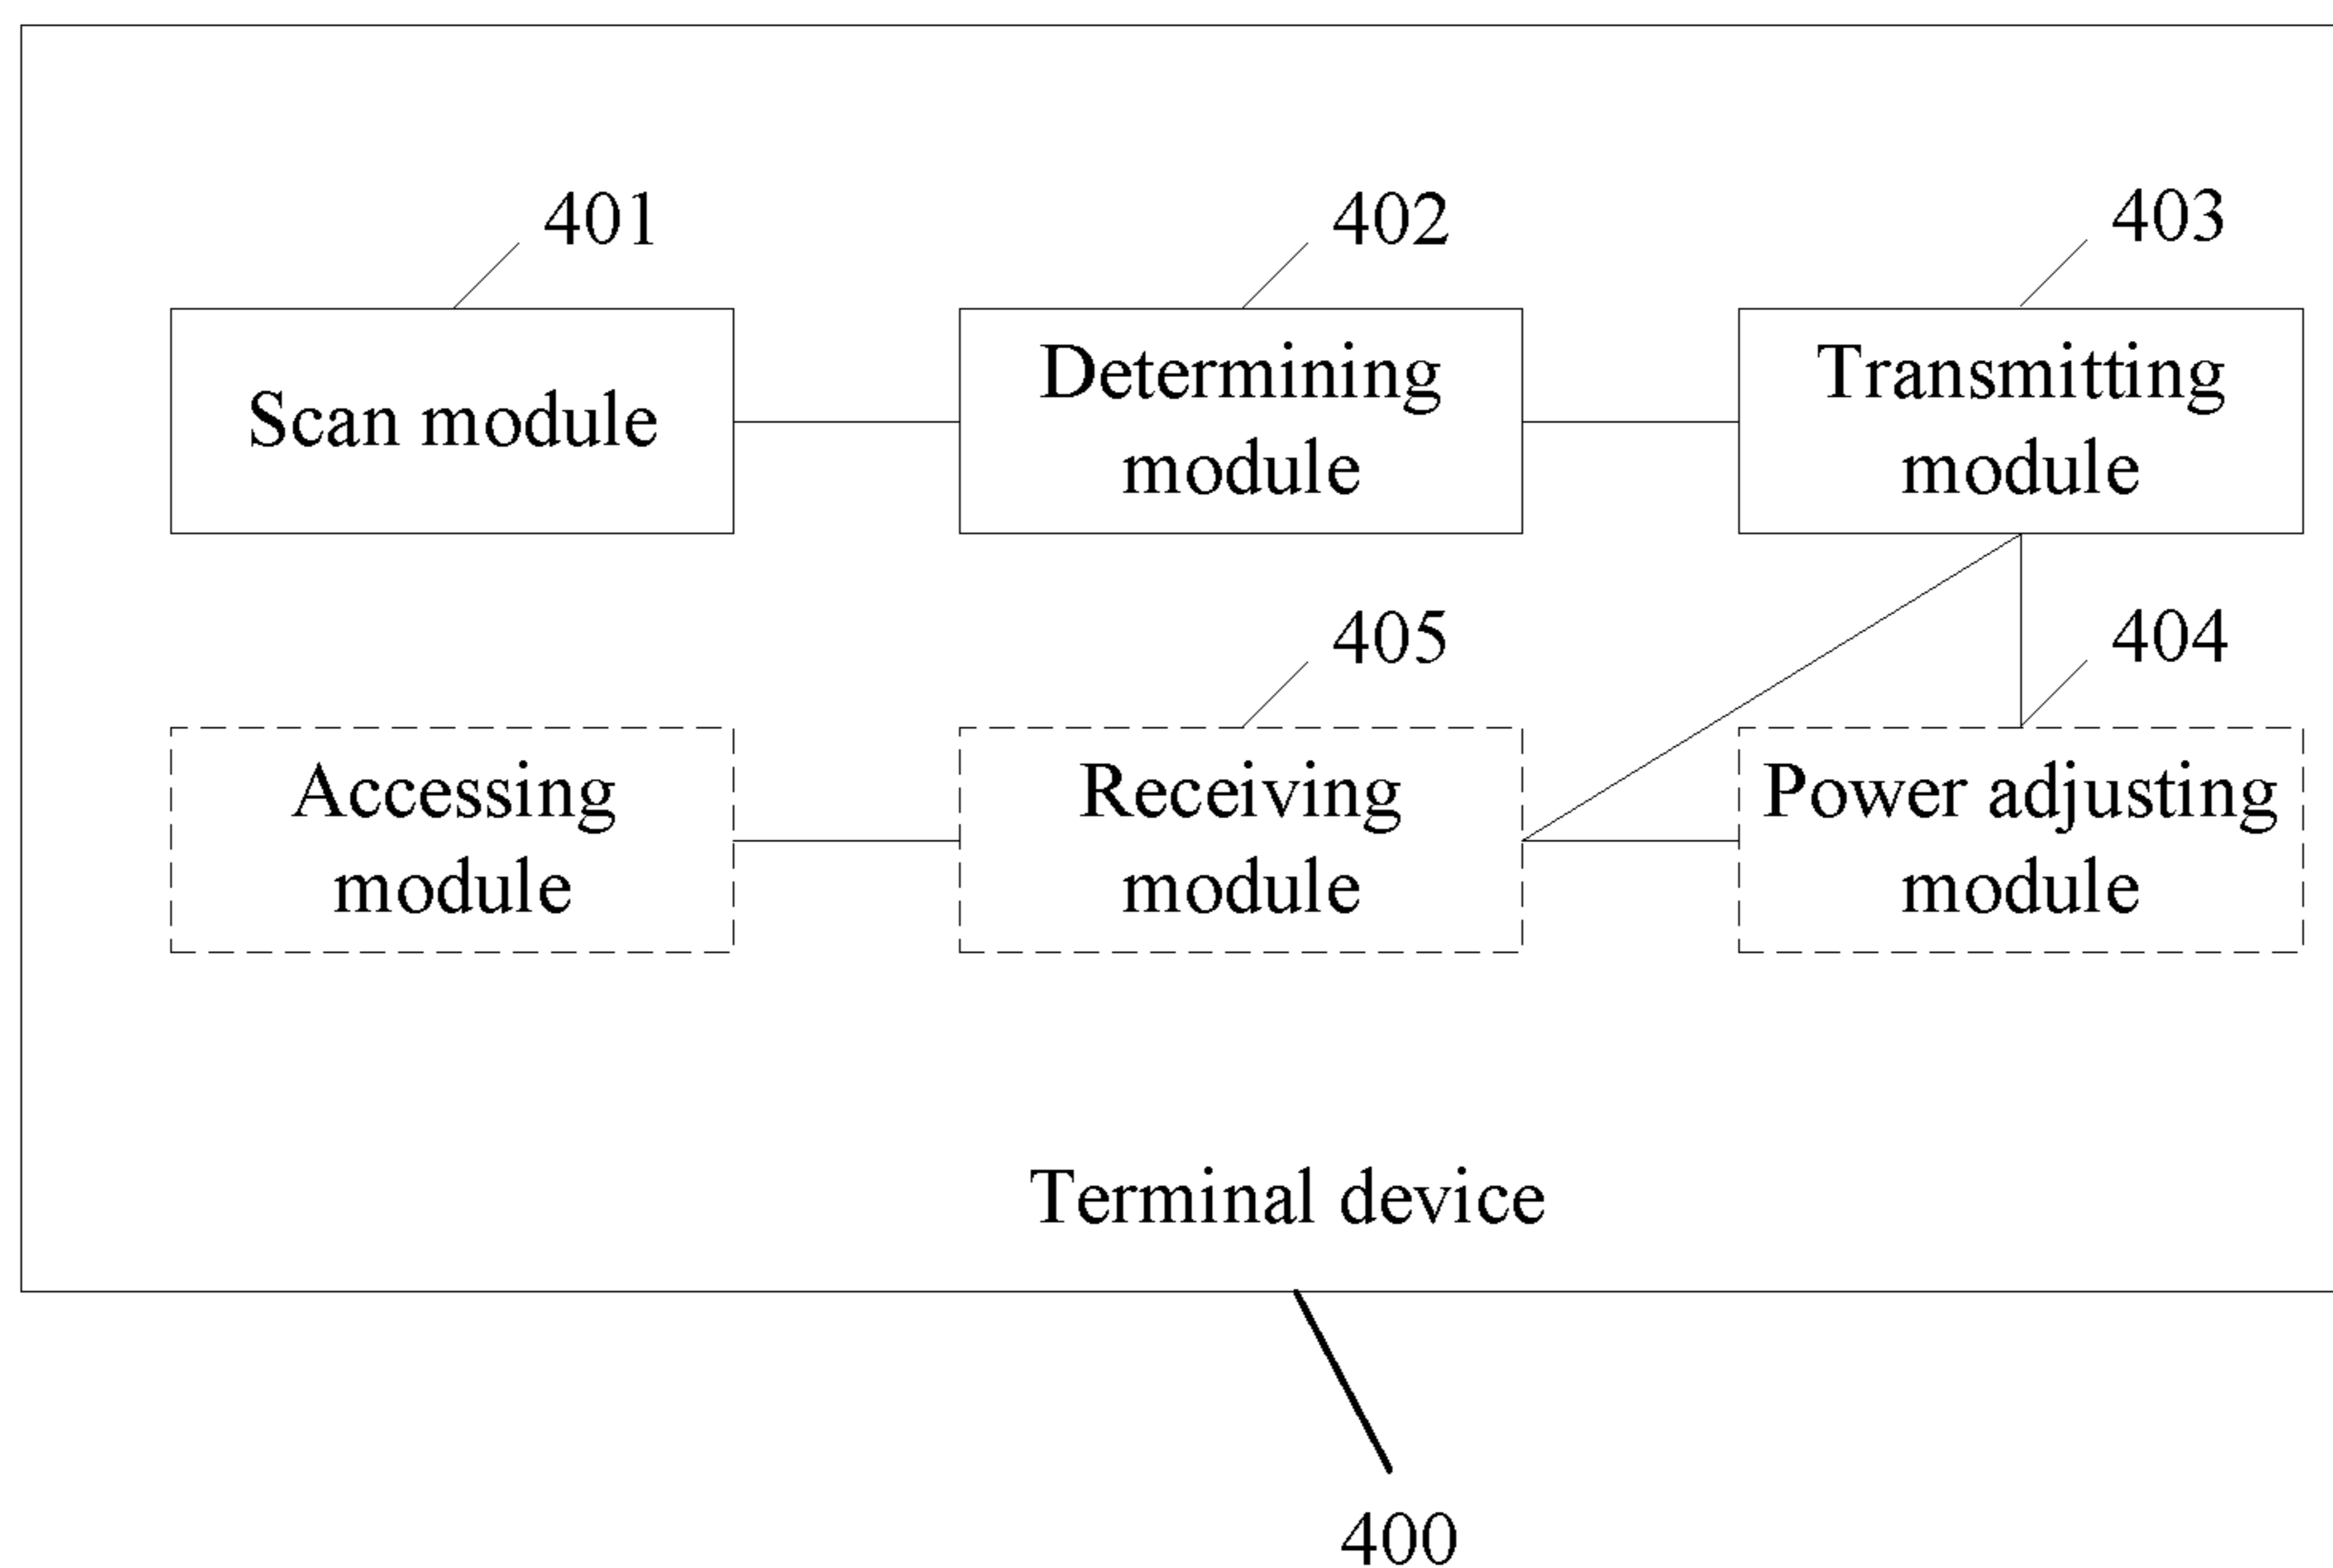 401
402
403
Scan module
Determining
module
Transmitting
module
405
404
Accessing
module
Receiving
module
Power adjusting
module
Terminal device
400